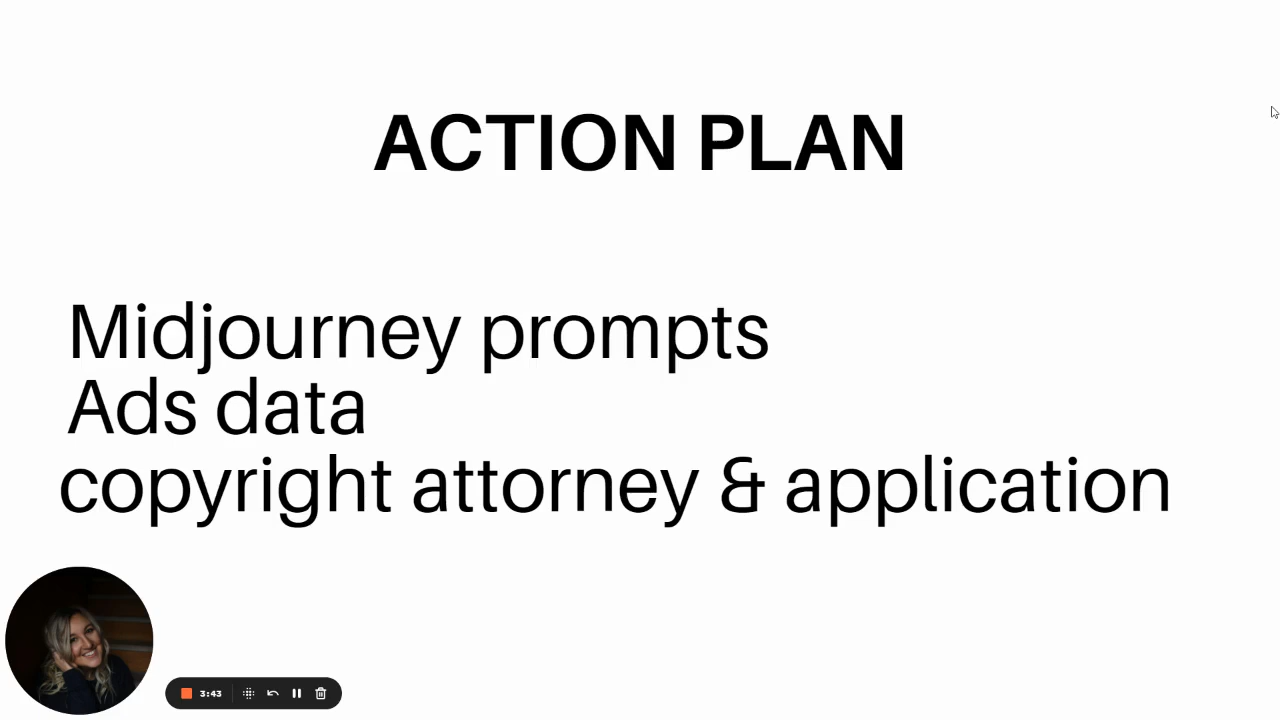 ACTION PLAN
Midjourney prompts
Ads data
copyright attorney & application
3:43